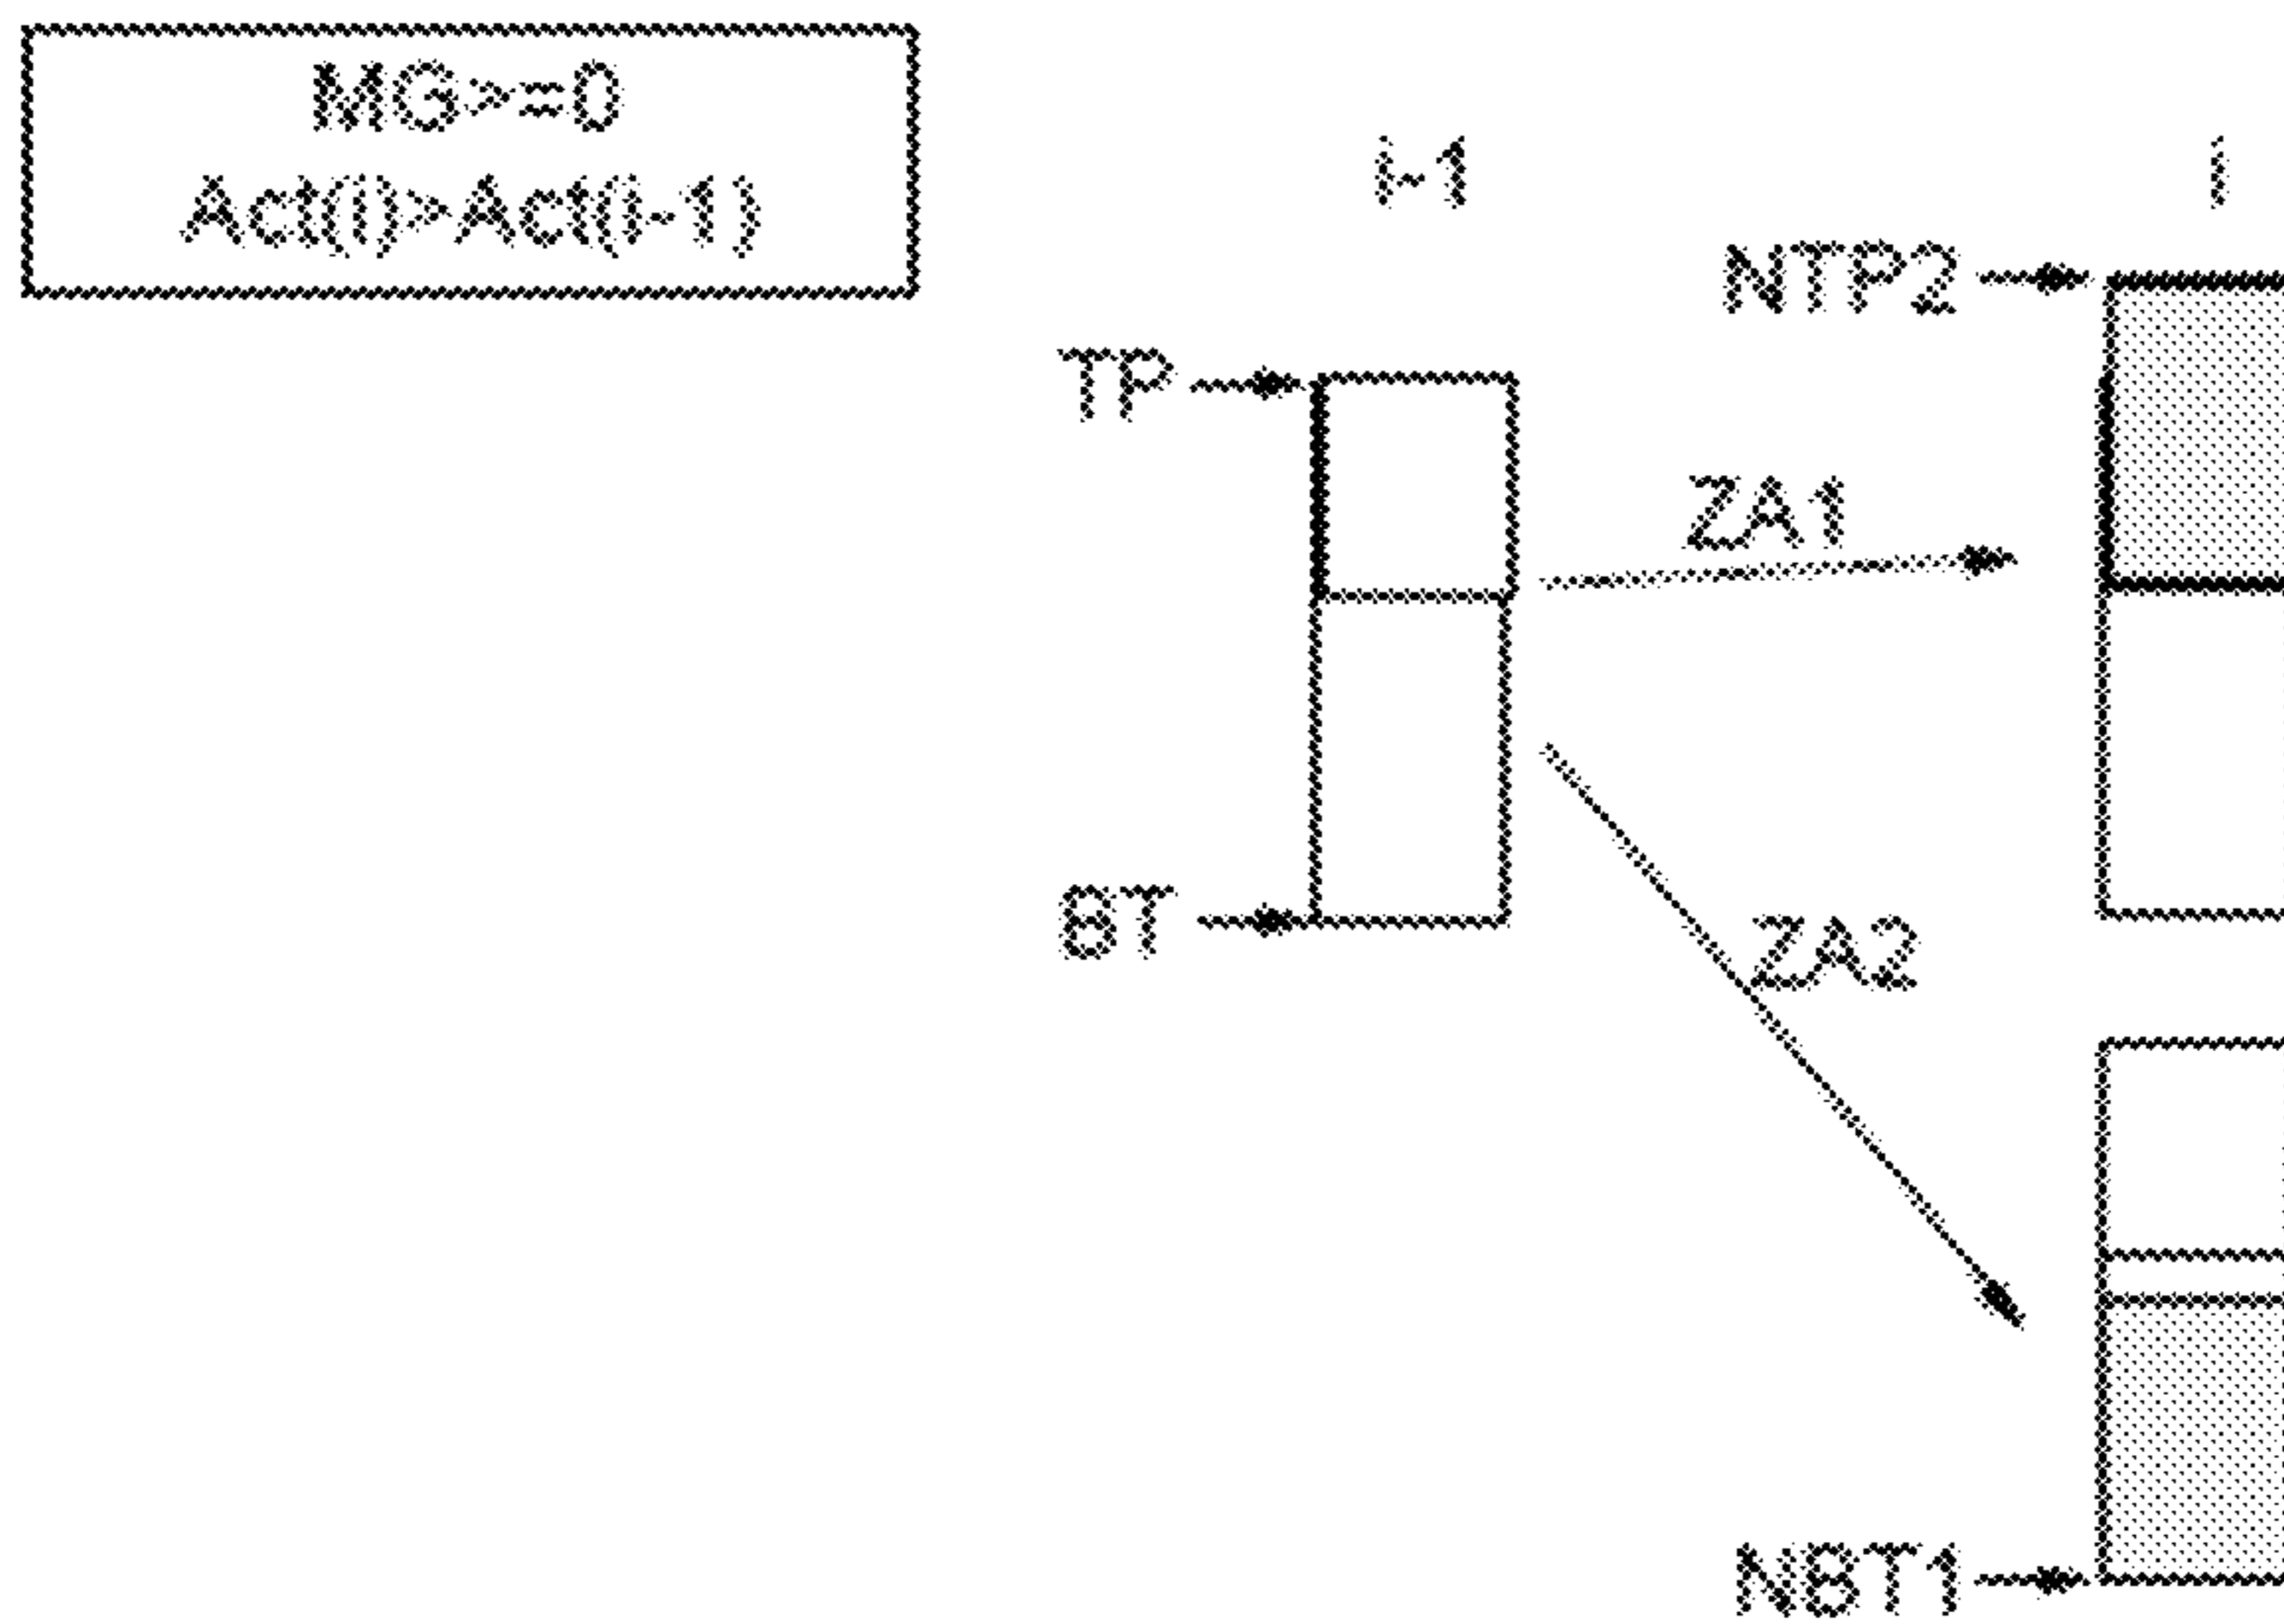 MG>=0
Act(i)>Act(i-1)
i-1
i
NTP2
TP
ZA1
BT
ZA2
NBT1